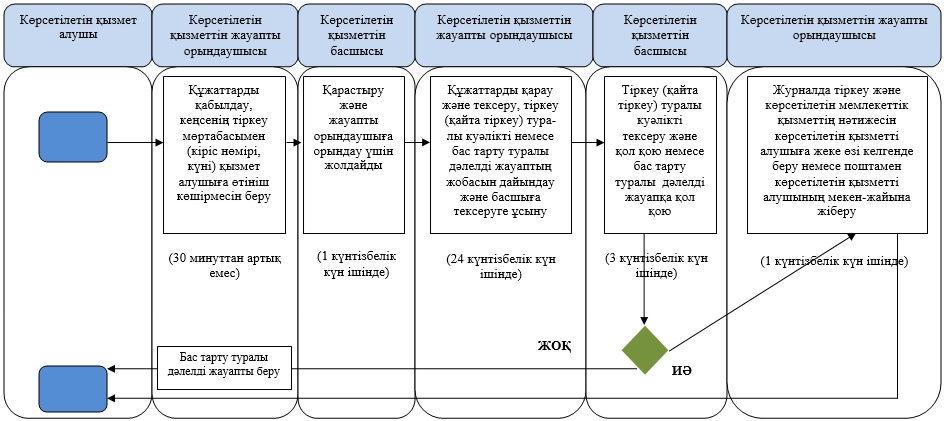 Көрсетілетін қызмет
алушы
Көрсетілетін
қызметтін жауапты
орындаушысы
Көрсетілетін
қызметтін
басшысы
Көрсетілетін
қызметтін жауапты
орындаушысы
Көрсетілетін
қызметтін
басшысы
Көрсетілетін қызметтін жауапты
орындаушысы
Құжаттарды
қабылдау,
кеңсенің тіркеу
мөртабасымен
(кіріс нөмірі,
күні) қызмет
алушыға өтініш
көшірмесін беру
Қарастыру
және
жауапты
орындаушыға
орындау үшін
жолдайды
Құжаттарды қарау
және тексеру, тіркеу
(қайта тіркеу) тура-
лы куәлікті немесе
бас тарту туралы
дәлелді жауаптың
жобасын дайындау
және басшыға
тексеруге ұсыну
Тіркеу (қайта
тіркеу) туралы
куәлікті
тексеру және
қол қою немесе
бас тарту
туралы дәлелді
жауапқа қол
қою
Журналда тіркеу және
көрсетілетін мемлекеттік
қызметтің нәтижесін
көрсетілетін қызметті
алушыға жеке өзі келгенде
беру немесе поштамен
көрсетілетін қызметті
алушының мекен-жайына
жіберу
(30 минуттан артық
емес)
(1 күнтізбелік
күн ішінде)
(24 күнтізбелік күн
ішінде)
(3 күнтізбелік күн
ішінде)
(1 күнтізбелік күн ішінде)
ЖОҚ
Бас тарту туралы
дәлелді жауапты беру
ИӘ